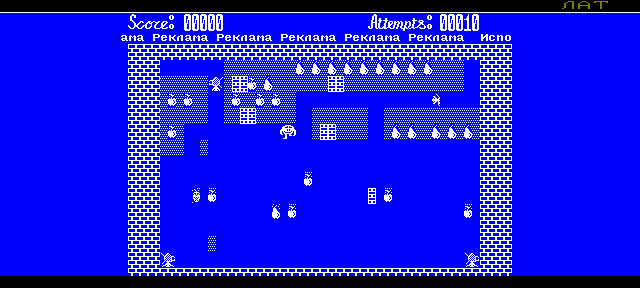 ЛАТ
Score: 00000 Attempts: 00010
ама Реклама Реклама Реклама Реклама Реклама Испо